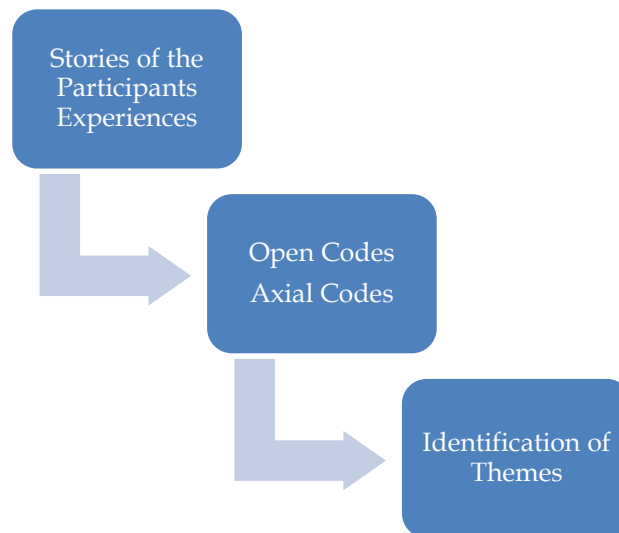 Stories of the
Participants
Experiences
Open Codes
Axial Codes
Identification of
Themes